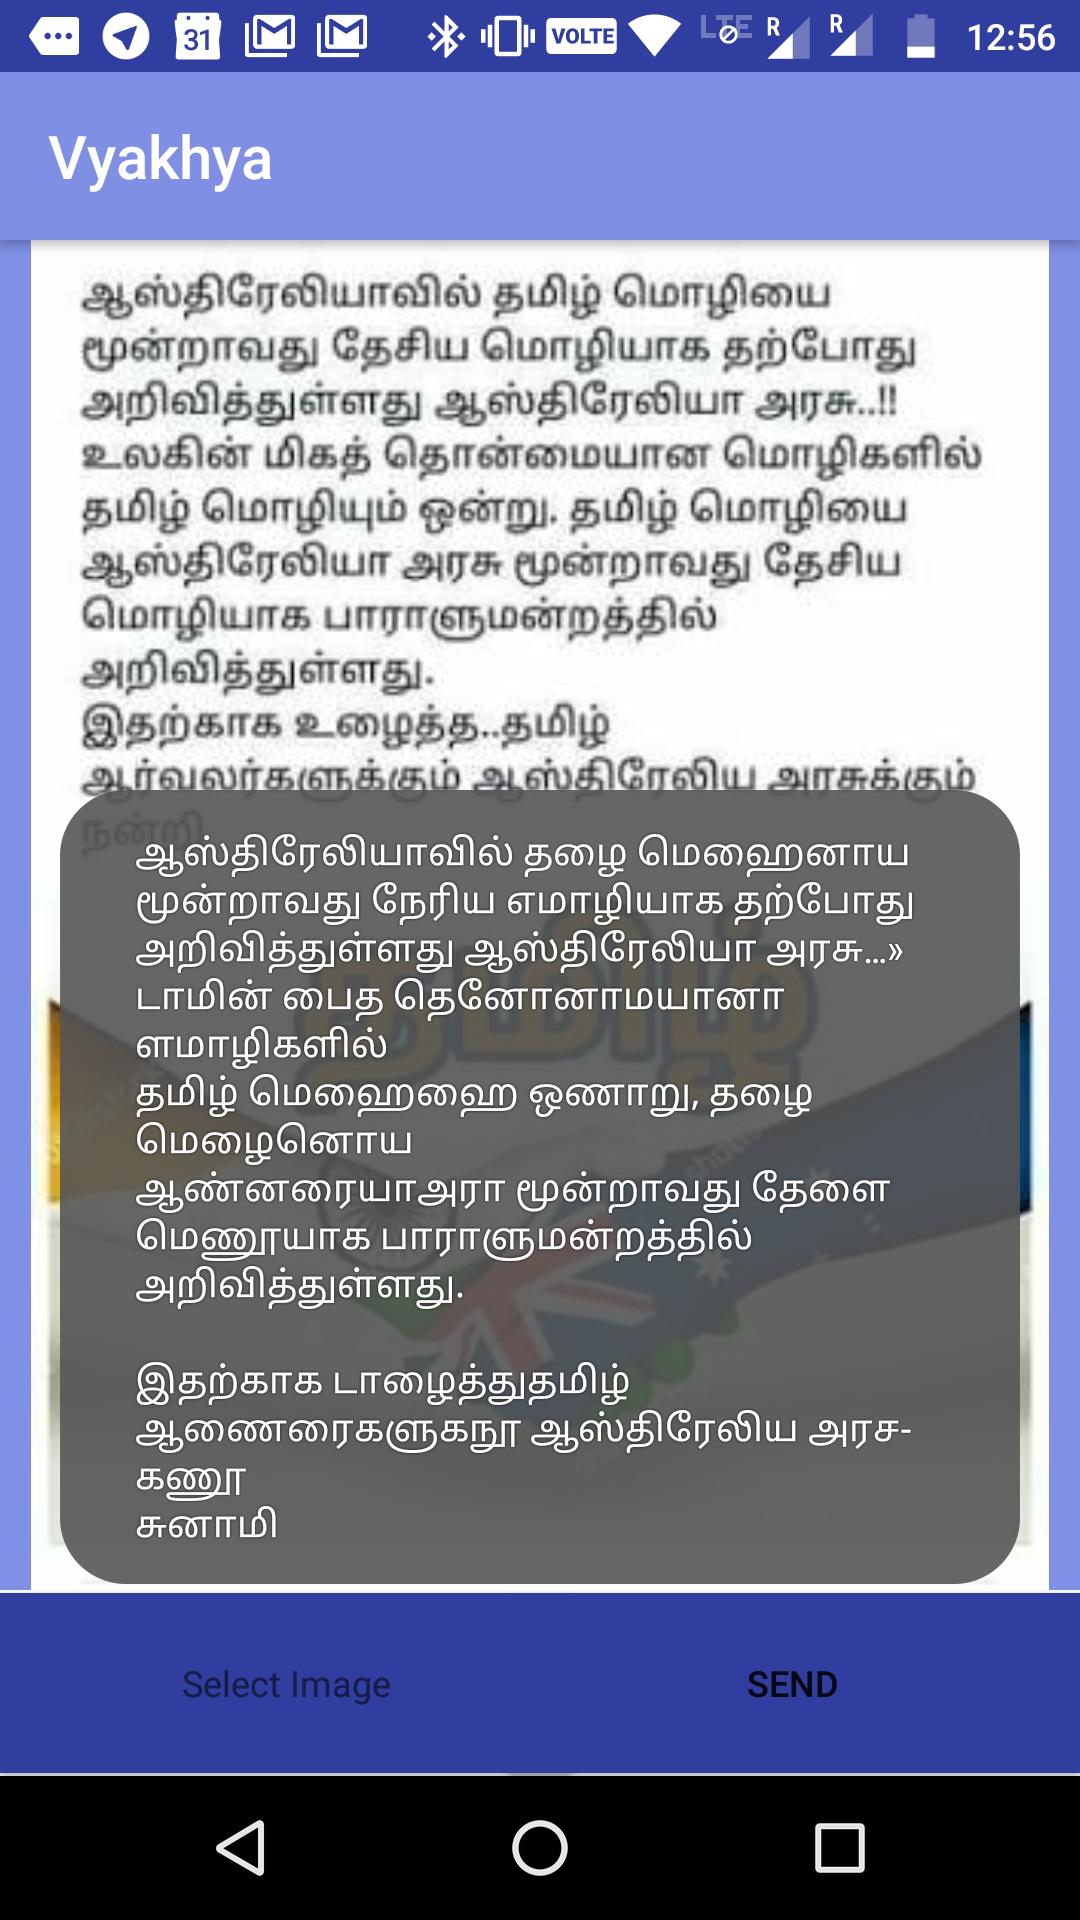 31
VOLTE
LTE
R
R
12:56
Vyakhya
ஆஸ்திரேலியாவில் தமிழ் மொழியை
மூன்றாவது தேசிய மொழியாக தற்போது
அறிவித்துள்ளது ஆஸ்திரேலியா அரசு..!!
உலகின் மிகத் தொன்மையான மொழிகளில்
தமிழ் மொழியும் ஒன்று. தமிழ் மொழியை
ஆஸ்திரேலியா அரசு மூன்றாவது தேசிய
மொழியாக பாராளுமன்றத்தில்
அறிவித்துள்ளது.
இதற்காக உழைத்த..தமிழ்
ஆர்வலர்களுக்கும் ஆஸ்திரேலிய அரசுக்கும்
நன்றி
தமிழ்
ஆஸ்திரேலியாவில் தழை மெஹைனாய
மூன்றாவது நேரிய எமாழியாக தற்போது
அறிவித்துள்ளது ஆஸ்திரேலியா அரசு...»
டாமின் பைத தெனோனாமயானா
ளமாழிகளில்
தமிழ் மெஹைஹை ஒணாறு, தழை
மெழைனொய
ஆண்னரையாஅரா மூன்றாவது தேளை
மெணூயாக பாராளுமன்றத்தில்
அறிவித்துள்ளது.
இதற்காக டாழைத்துதமிழ்
ஆணைரைகளுகநூ ஆஸ்திரேலிய அரச-
கணூ
சுனாமி
Select Image
SEND